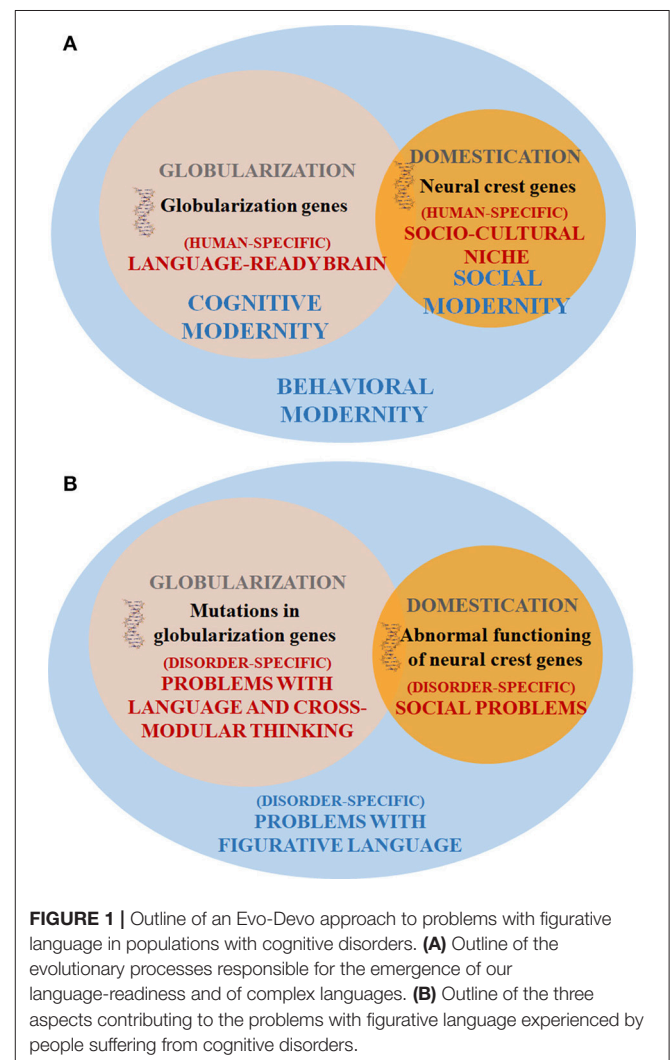 A
GLOBULARIZATION
Globularization genes
(HUMAN-SPECIFIC)
LANGUAGE-READY BRAIN
COGNITIVE
MODERNITY
DOMESTICATION
Neural crest genes
(HUMAN-SPECIFIC)
SOCIO-CULTURAL
NICHE
SOCIAL
MODERNITY
BEHAVIORAL
MODERNITY
B
GLOBULARIZATION
Mutations in
globularization genes
(DISORDER-SPECIFIC)
PROBLEMS WITH
LANGUAGE AND CROSS-
MODULAR THINKING
DOMESTICATION
Abnormal functioning
of neural crest genes
(DISORDER-SPECIFIC)
SOCIAL PROBLEMS
(DISORDER-SPECIFIC)
PROBLEMS WITH
FIGURATIVE LANGUAGE
FIGURE 1 | Outline of an Evo-Devo approach to problems with figurative
language in populations with cognitive disorders. (A) Outline of the
evolutionary processes responsible for the emergence of our
language-readiness and of complex languages. (B) Outline of the three
aspects contributing to the problems with figurative language experienced by
people suffering from cognitive disorders.